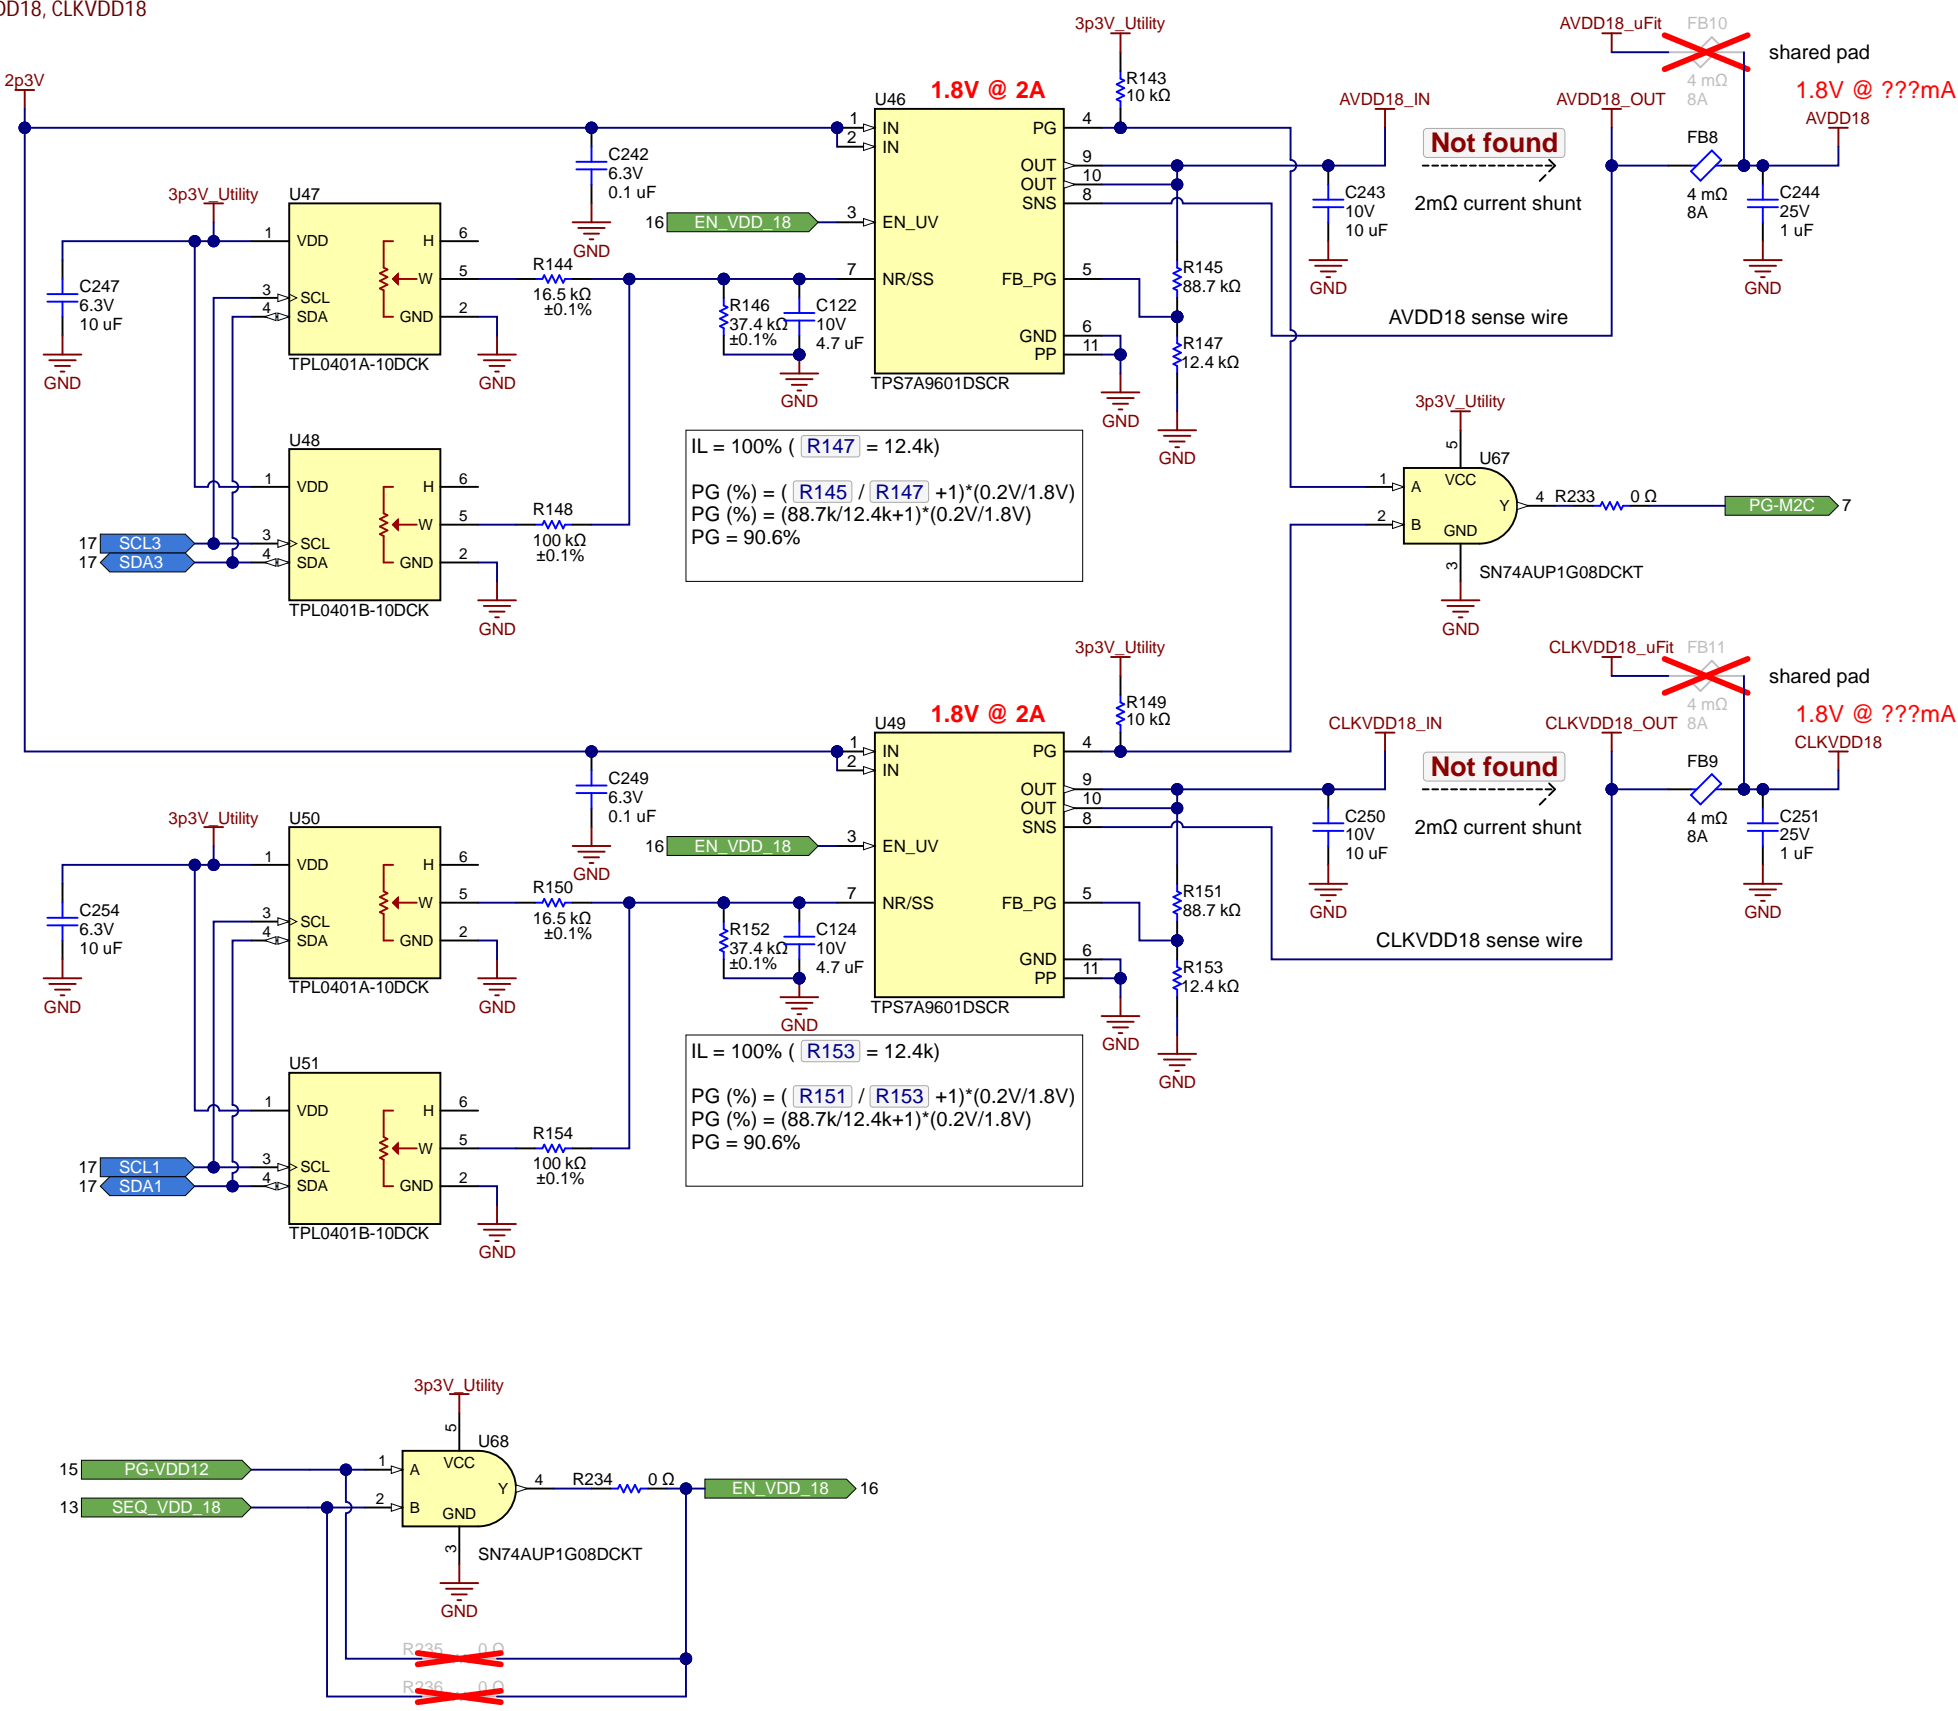 DD18, CLKVDD18
2p3V
3p3V_Utility
U47
1 VDD
H 6
W 5
3 SCL
4 SDA
GND 2
TPL0401A-10DCK
C247
6.3V
10 uF
GND
GND
U48
1 VDD
H 6
W 5
17 SCL3
3 SCL
17 SDA3
4 SDA
GND 2
TPL0401B-10DCK
GND
R144
16.5 kΩ
±0.1%
R148
100 kΩ
±0.1%
C242
6.3V
0.1 uF
GND
16 EN_VDD_18
R146
37.4 kΩ
±0.1%
C122
10V
4.7 uF
GND
U46
1.8V @ 2A
1 IN
2 IN
3 EN_UV
7 NR/SS
PG 4
OUT 9
OUT 10
SNS 8
FB_PG 5
GND 6
PP 11
TPS7A9601DSCR
3p3V_Utility
R143
10 kΩ
R145
88.7 kΩ
R147
12.4 kΩ
GND
GND
IL = 100% ( R147 = 12.4k)
PG (%) = ( R145 / R147 +1)*(0.2V/1.8V)
PG (%) = (88.7k/12.4k+1)*(0.2V/1.8V)
PG = 90.6%
AVDD18_IN
C243
10V
10 uF
GND
Not found
2mΩ current shunt
AVDD18 sense wire
AVDD18_uFit
FB10
4 mΩ
8A
shared pad
AVDD18_OUT
1.8V @ ???mA
AVDD18
FB8
4 mΩ
8A
C244
25V
1 uF
GND
3p3V_Utility
U67
5
VCC
1 A
2 B
Y 4
GND
3
SN74AUP1G08DCKT
GND
R233 0 Ω
PG-M2C 7
3p3V_Utility
U50
1 VDD
H 6
W 5
3 SCL
4 SDA
GND 2
TPL0401A-10DCK
C254
6.3V
10 uF
GND
GND
U51
1 VDD
H 6
W 5
17 SCL1
3 SCL
17 SDA1
4 SDA
GND 2
TPL0401B-10DCK
GND
R150
16.5 kΩ
±0.1%
R154
100 kΩ
±0.1%
C249
6.3V
0.1 uF
GND
16 EN_VDD_18
R152
37.4 kΩ
±0.1%
C124
10V
4.7 uF
GND
U49
1.8V @ 2A
1 IN
2 IN
3 EN_UV
7 NR/SS
PG 4
OUT 9
OUT 10
SNS 8
FB_PG 5
GND 6
PP 11
TPS7A9601DSCR
3p3V_Utility
R149
10 kΩ
R151
88.7 kΩ
R153
12.4 kΩ
GND
GND
IL = 100% ( R153 = 12.4k)
PG (%) = ( R151 / R153 +1)*(0.2V/1.8V)
PG (%) = (88.7k/12.4k+1)*(0.2V/1.8V)
PG = 90.6%
CLKVDD18_IN
C250
10V
10 uF
GND
Not found
2mΩ current shunt
CLKVDD18 sense wire
CLKVDD18_uFit
FB11
4 mΩ
8A
shared pad
CLKVDD18_OUT
1.8V @ ???mA
CLKVDD18
FB9
4 mΩ
8A
C251
25V
1 uF
GND
3p3V_Utility
U68
5
VCC
15 PG-VDD12
1 A
13 SEQ_VDD_18
2 B
Y 4
GND
3
SN74AUP1G08DCKT
GND
R234 0 Ω
EN_VDD_18 16
R235 0 Ω
R236 0 Ω